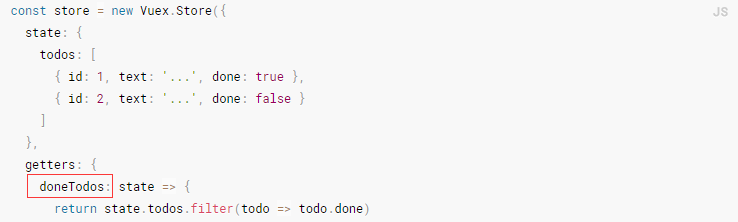 const store = new Vuex.Store({
JS
state: {
todos: [
{ id: 1, text: '...', done: true },
{ id: 2, text: '...', done: false }
]
},
getters: {
doneTodos: state => {
return state.todos.filter(todo => todo.done)